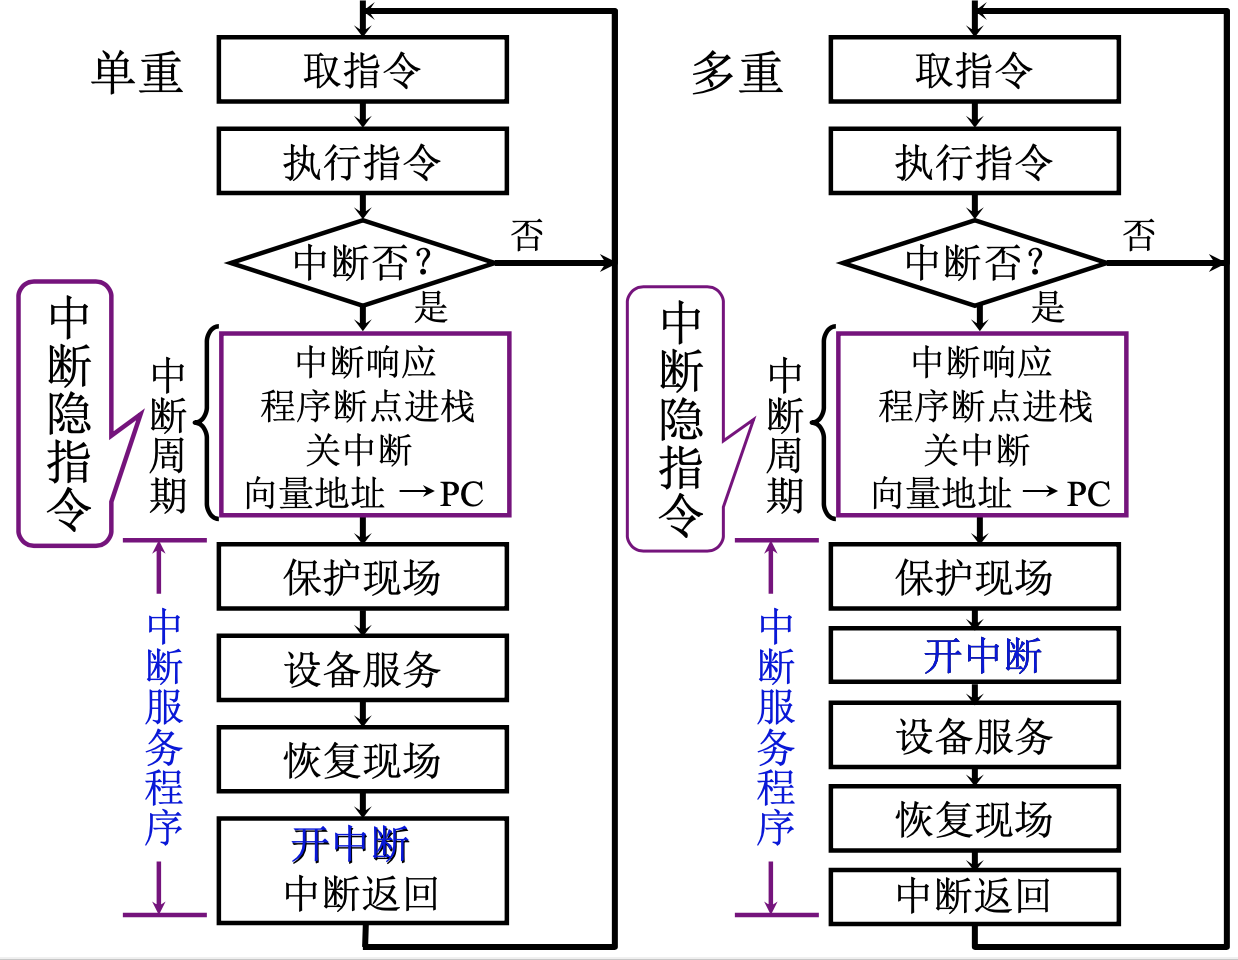 单重
取指令
执行指令
中断否？
否
是
中断隐指令
中断周期
中断响应
程序断点进栈
关中断
向量地址 → PC
中断服务程序
保护现场
设备服务
恢复现场
开中断
中断返回
多重
取指令
执行指令
中断否？
否
是
中断隐指令
中断周期
中断响应
程序断点进栈
关中断
向量地址 → PC
中断服务程序
保护现场
开中断
设备服务
恢复现场
中断返回